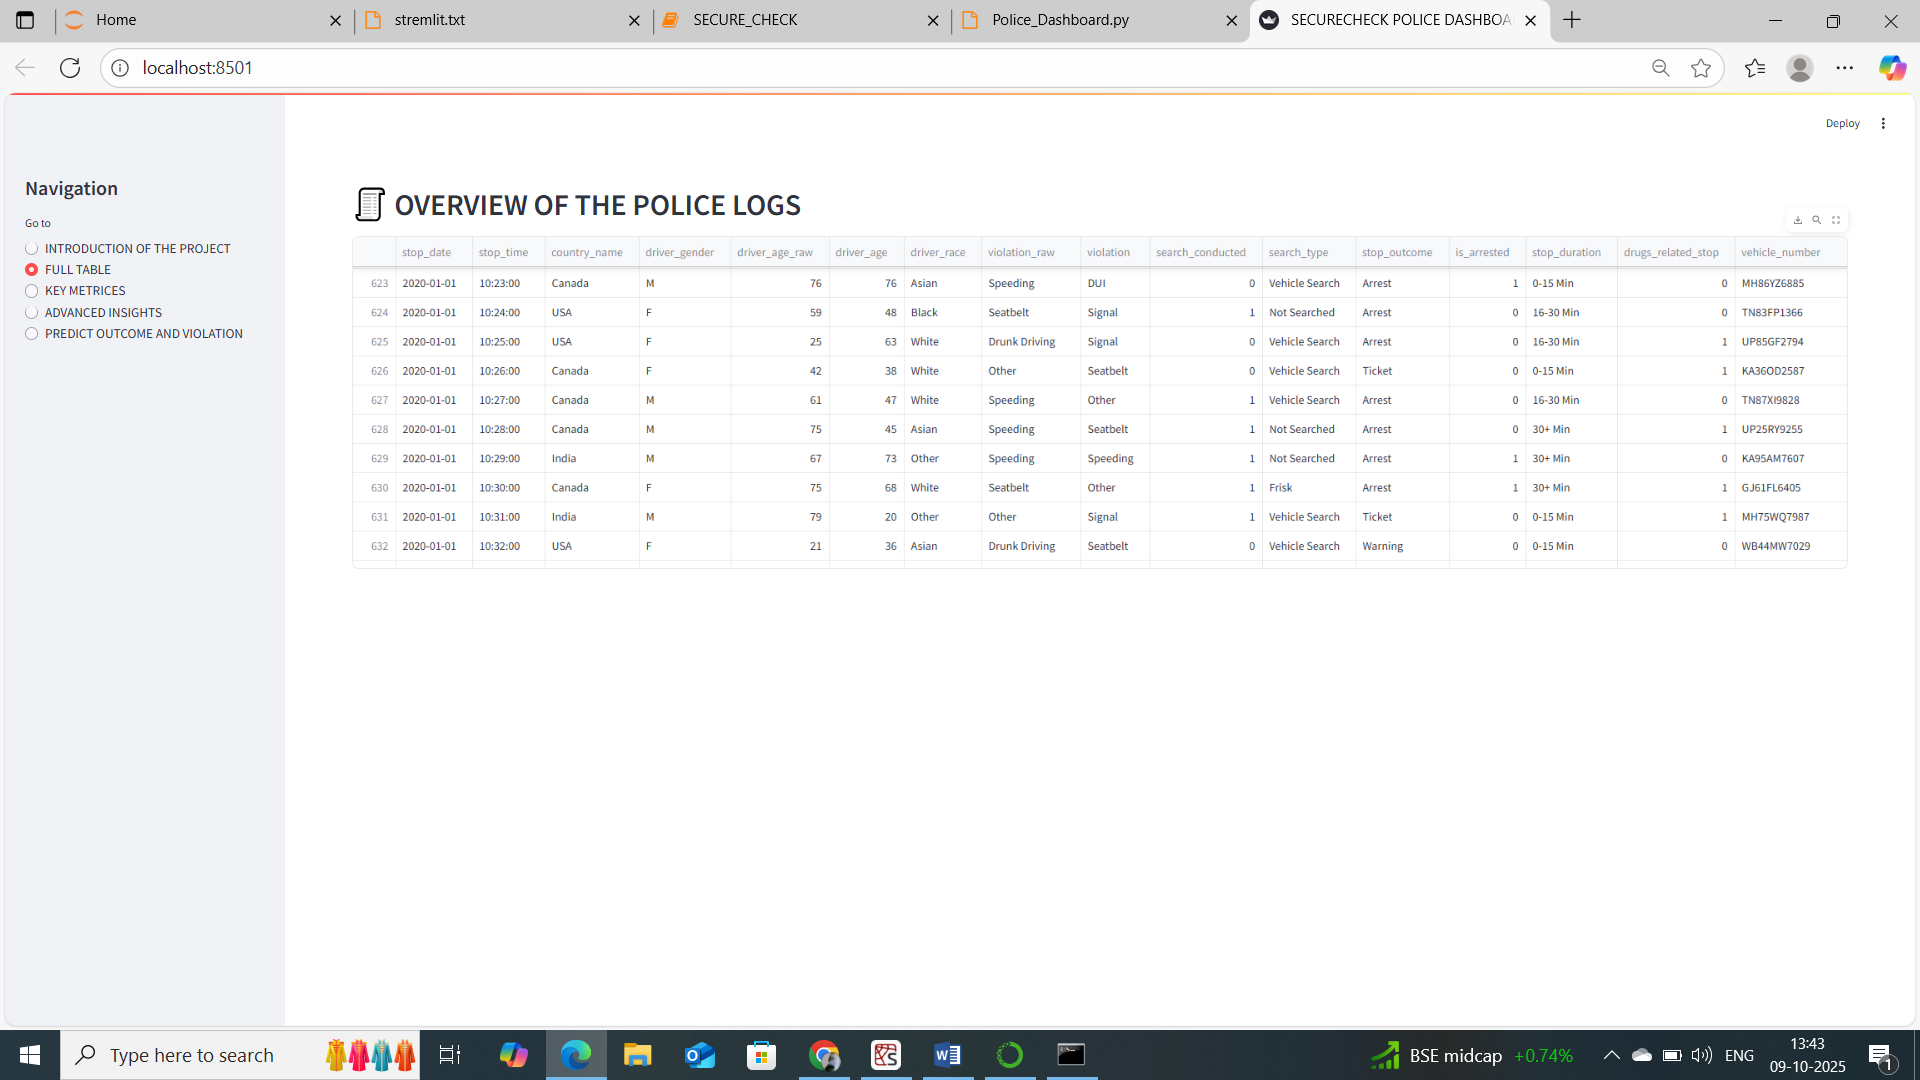 Home
stremlit.txt
SECURE_CHECK
Police_Dashboard.py
SECURECHECK POLICE DASHBOA
localhost:8501
Deploy
Navigation
Go to
INTRODUCTION OF THE PROJECT
FULL TABLE
KEY METRICES
ADVANCED INSIGHTS
PREDICT OUTCOME AND VIOLATION
OVERVIEW OF THE POLICE LOGS
stop_date stop_time country_name driver_gender driver_age_raw driver_age driver_race violation_raw violation search_conducted search_type stop_outcome is_arrested stop_duration drugs_related_stop vehicle_number
623 2020-01-01 10:23:00 Canada M 76 76 Asian Speeding DUI 0 Vehicle Search Arrest 1 0-15 Min 0 MH86YZ6885
624 2020-01-01 10:24:00 USA F 59 48 Black Seatbelt Signal 1 Not Searched Arrest 0 16-30 Min 0 TN83FP1366
625 2020-01-01 10:25:00 USA F 25 63 White Drunk Driving Signal 0 Vehicle Search Arrest 0 16-30 Min 1 UP85GF2794
626 2020-01-01 10:26:00 Canada F 42 38 White Other Seatbelt 0 Vehicle Search Ticket 0 0-15 Min 1 KA36OD2587
627 2020-01-01 10:27:00 Canada M 61 47 White Speeding Other 1 Vehicle Search Arrest 0 16-30 Min 0 TN87XI9828
628 2020-01-01 10:28:00 Canada M 75 45 Asian Speeding Seatbelt 1 Not Searched Arrest 0 30+ Min 1 UP25RY9255
629 2020-01-01 10:29:00 India M 67 73 Other Speeding Speeding 1 Not Searched Arrest 1 30+ Min 0 KA95AM7607
630 2020-01-01 10:30:00 Canada F 75 68 White Seatbelt Other 1 Frisk Arrest 1 30+ Min 1 GJ61FL6405
631 2020-01-01 10:31:00 India M 79 20 Other Other Signal 1 Vehicle Search Ticket 0 0-15 Min 1 MH75WQ7987
632 2020-01-01 10:32:00 USA F 21 36 Asian Drunk Driving Seatbelt 0 Vehicle Search Warning 0 0-15 Min 0 WB44MW7029
Type here to search
BSE midcap +0.74%
ENG
13:43
09-10-2025
1